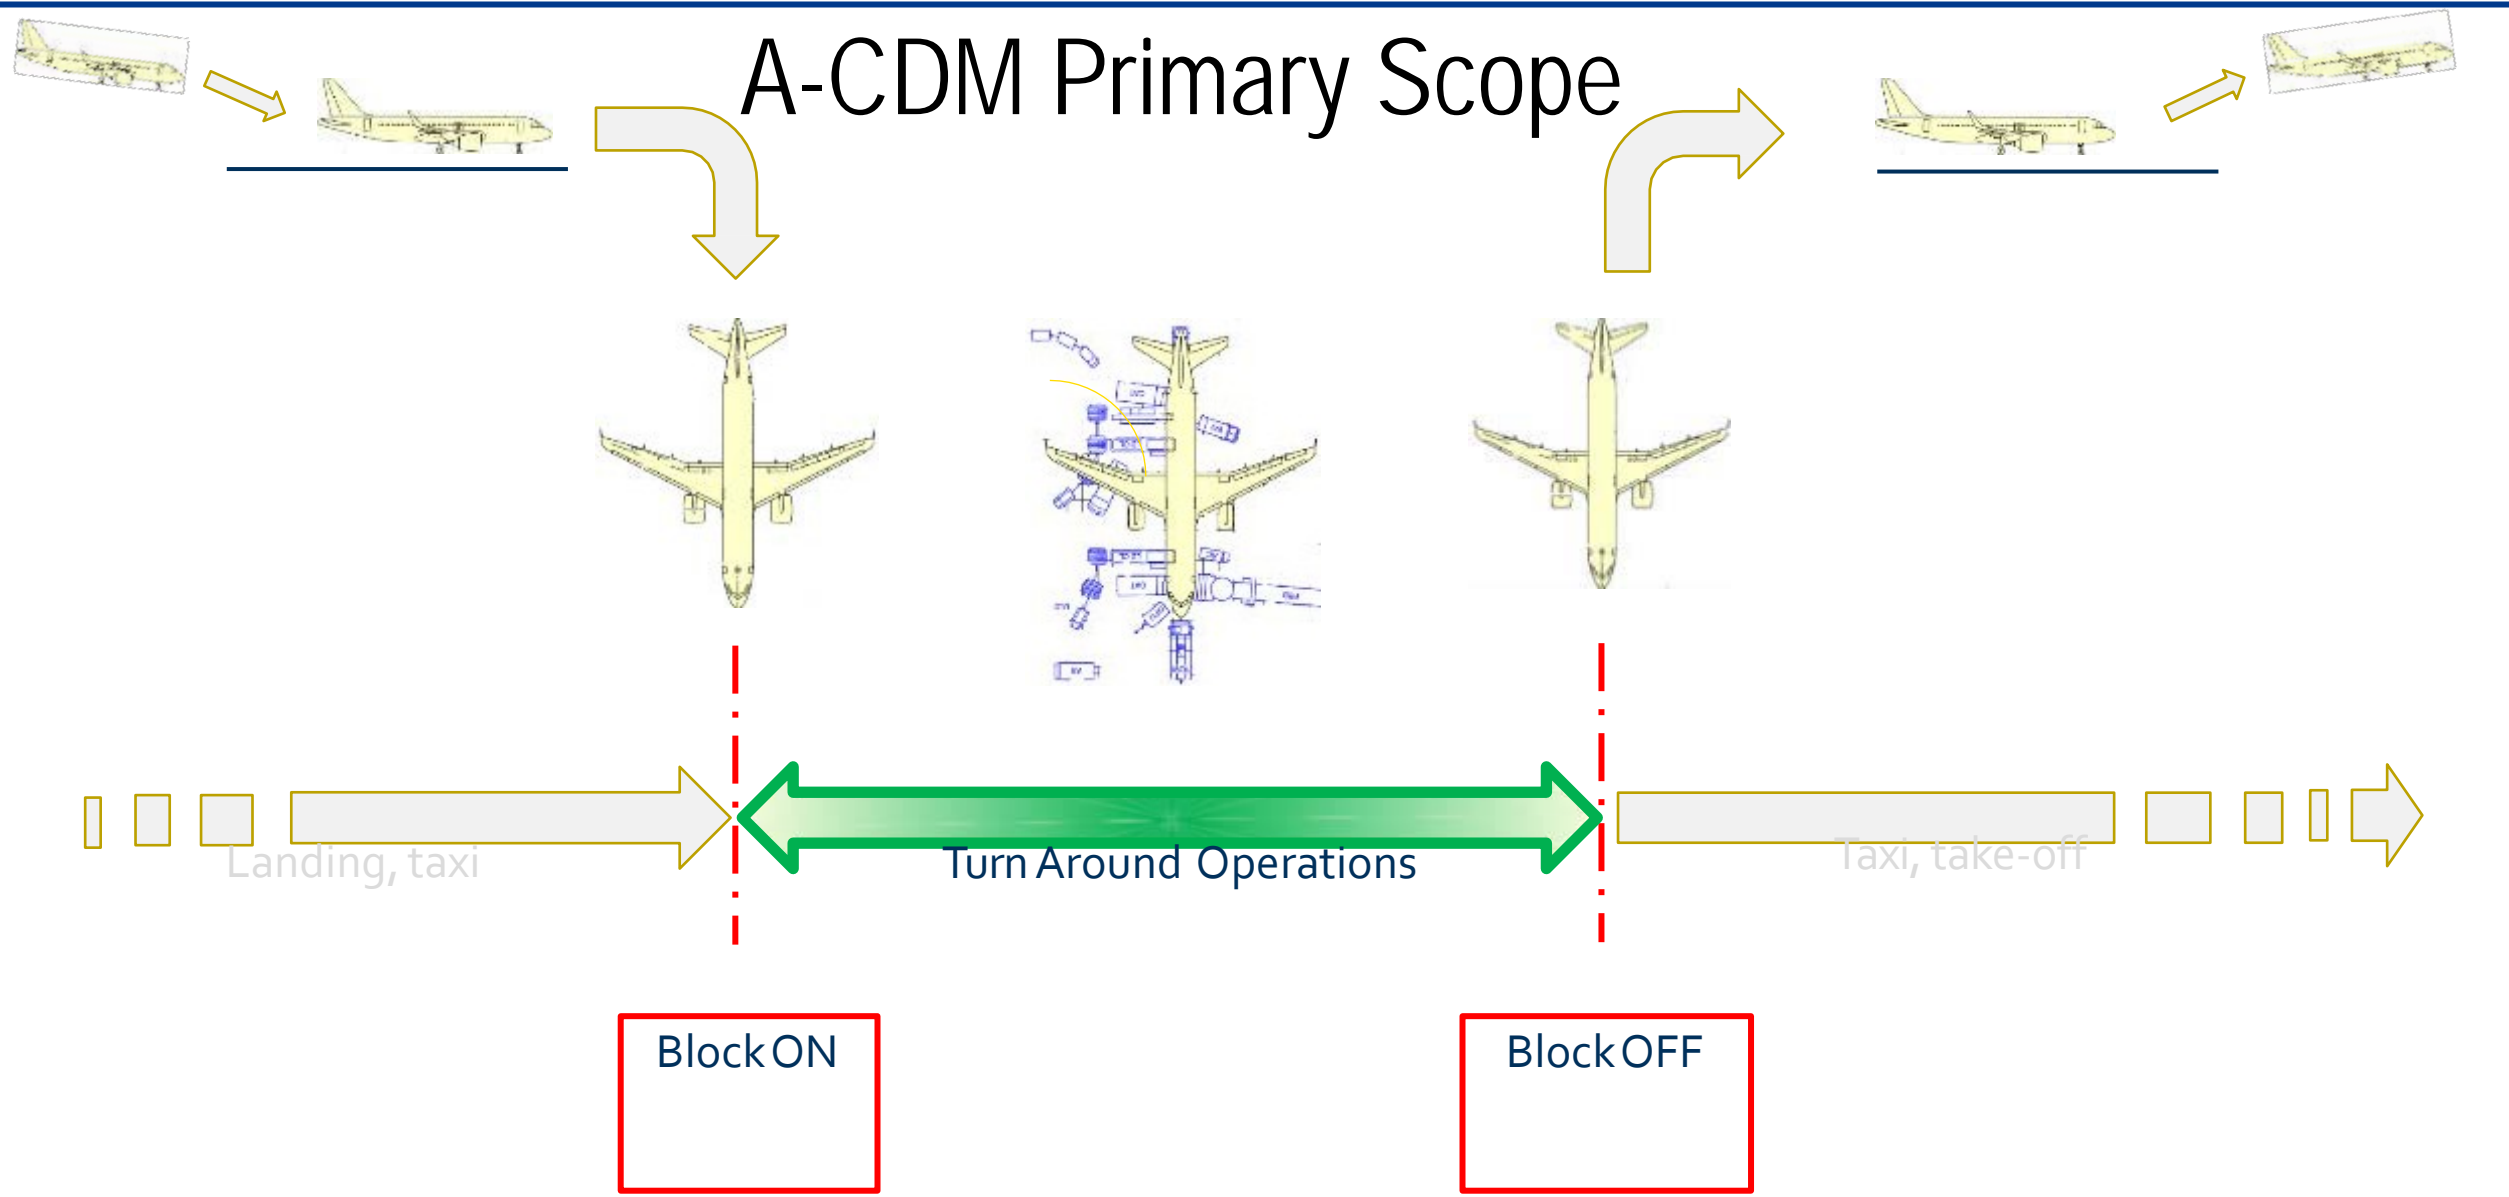 A-CDM Primary Scope
Landing, taxi
Turn Around Operations
Taxi, take-off
Block ON
Block OFF